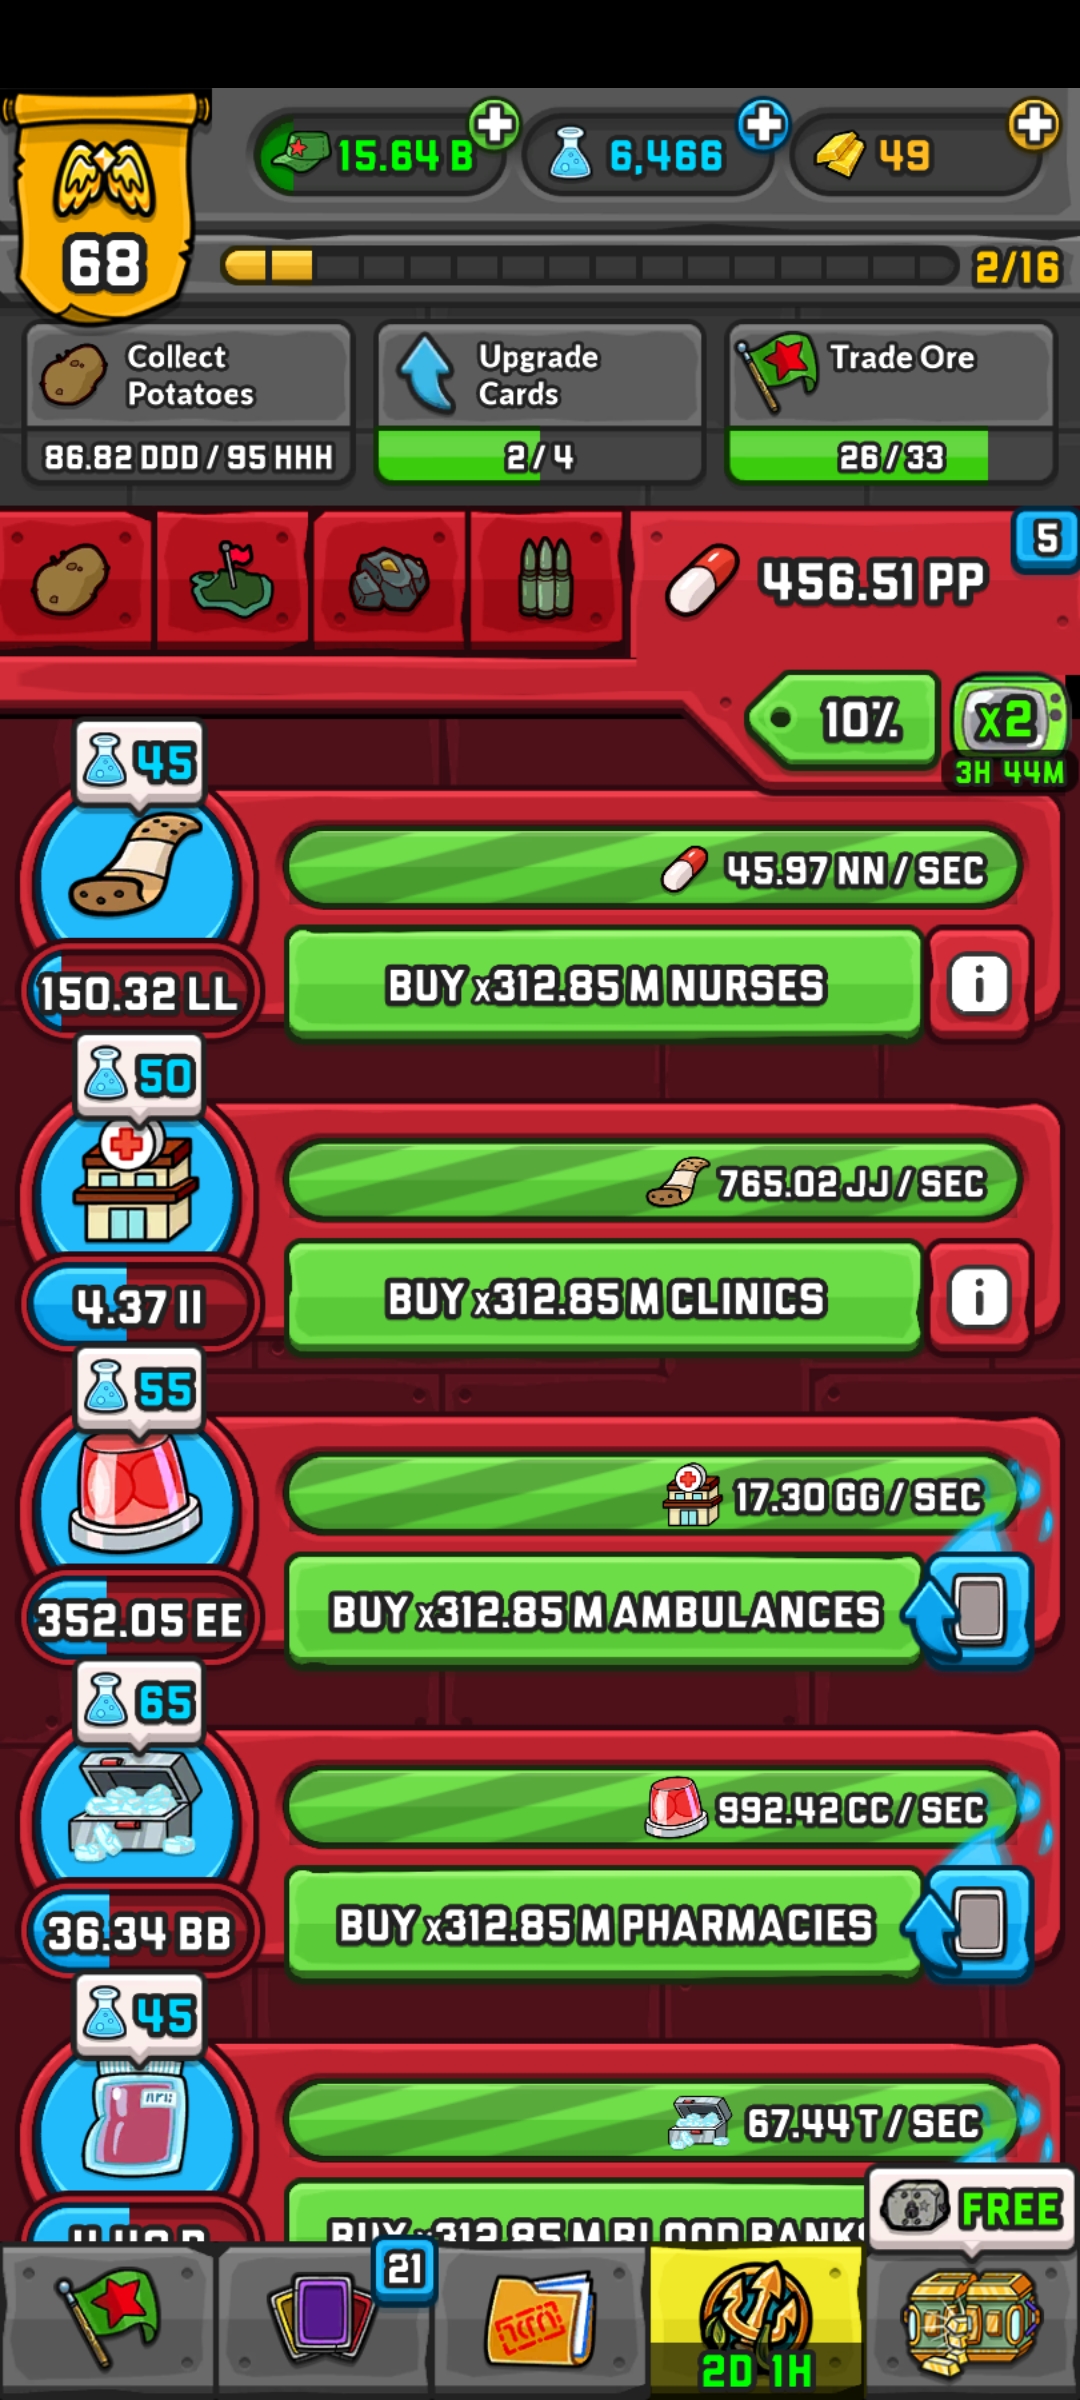 15.64 B
6,466
49
68
2/16
Collect
Potatoes
86.82 DDD / 95 HHH
Upgrade
Cards
2 / 4
Trade Ore
26 / 33
5
456.51 PP
10%
x2
3H 44M
45
45.97 NN / SEC
BUY x312.85 M NURSES
i
150.32 LL
50
765.02 JJ / SEC
BUY x312.85 M CLINICS
i
4.37 II
55
17.30 GG / SEC
BUY x312.85 M AMBULANCES
352.05 EE
65
992.42 CC / SEC
BUY x312.85 M PHARMACIES
36.34 BB
45
67.44 T / SEC
FREE
BUY x312.85 M BLOOD BANKS
21
2D 1H